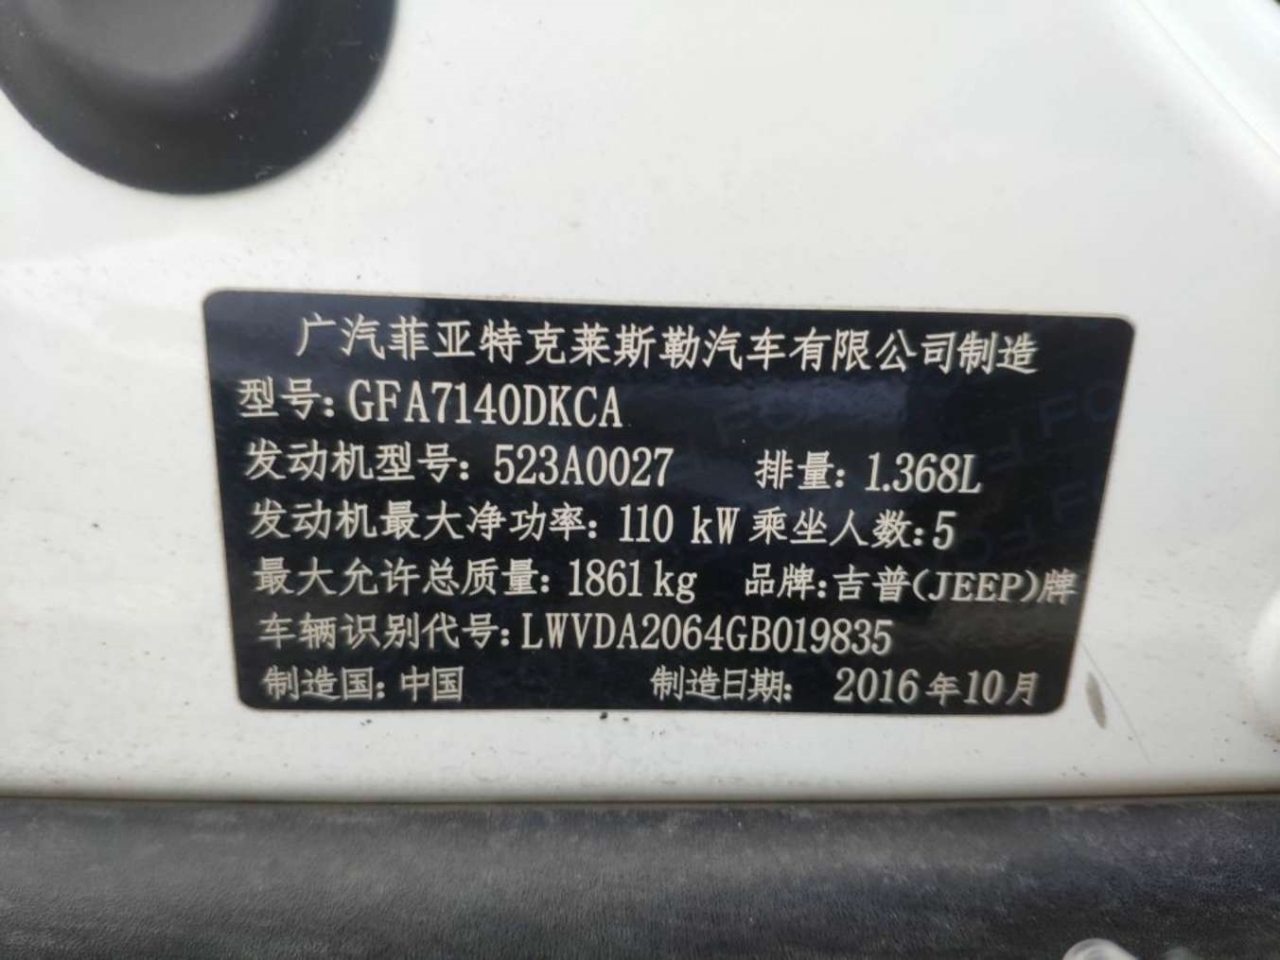 广汽菲亚特克莱斯勒汽车有限公司制造
型号: GFA7140DKCA
发动机型号: 523A0027 排量: 1.368L
发动机最大净功率: 110 kW 乘坐人数: 5
最大允许总质量: 1861 kg 品牌: 吉普(JEEP)牌
车辆识别代号: LWVDA2064GB019835
制造国: 中国 制造日期: 2016年10月